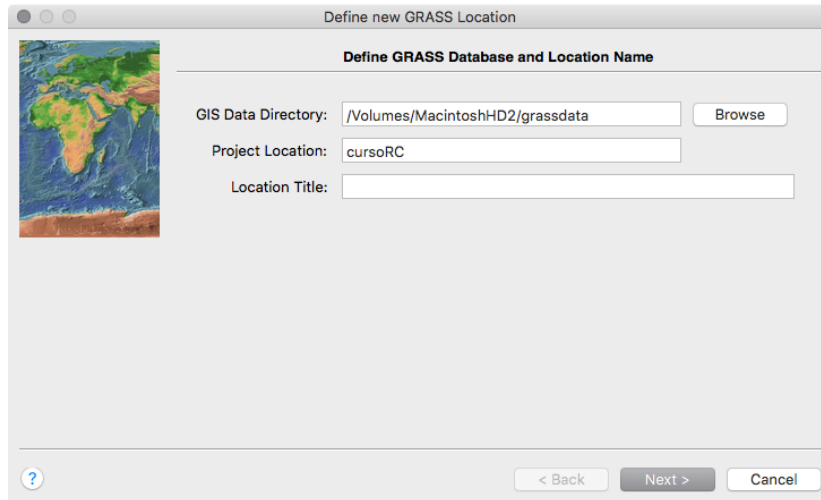 Define new GRASS Location
Define GRASS Database and Location Name
GIS Data Directory: /Volumes/MacintoshHD2/grassdata Browse
Project Location: cursoRC
Location Title:
? < Back Next > Cancel